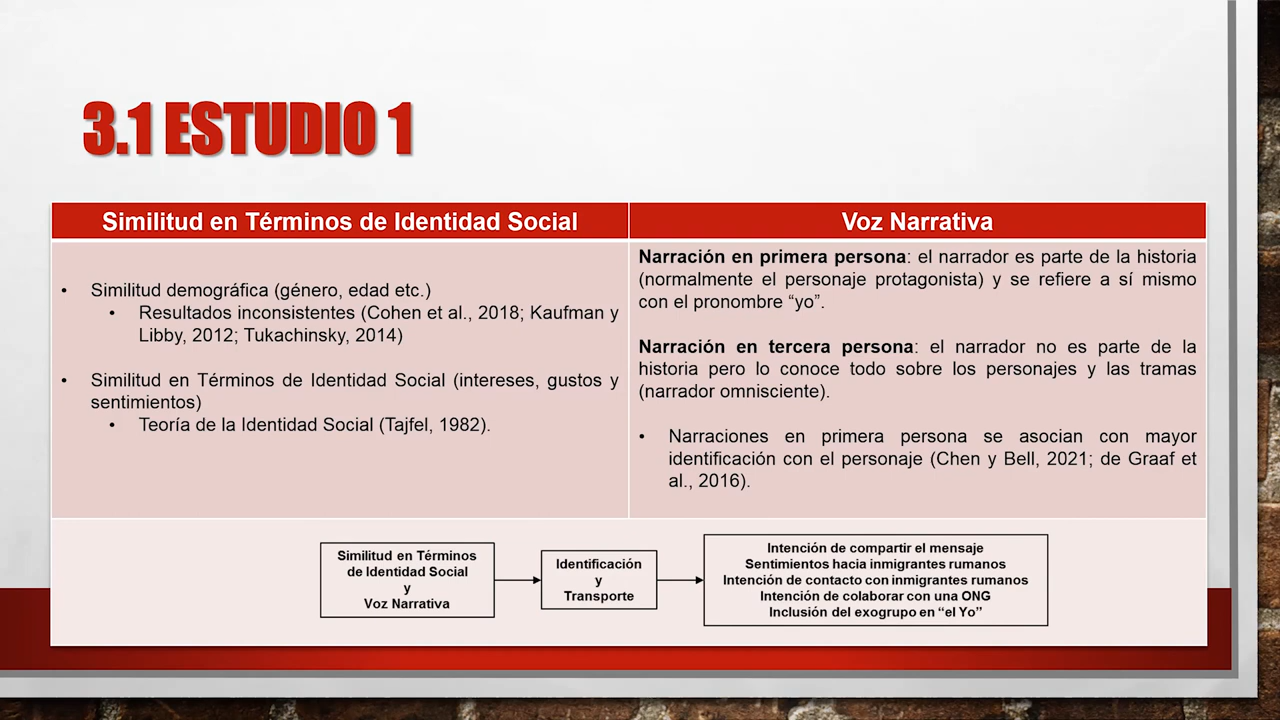 3.1 ESTUDIO 1
Similitud en Términos de Identidad Social
Voz Narrativa
• Similitud demográfica (género, edad etc.)
• Resultados inconsistentes (Cohen et al., 2018; Kaufman y
Libby, 2012; Tukachinsky, 2014)
• Similitud en Términos de Identidad Social (intereses, gustos y
sentimientos)
• Teoría de la Identidad Social (Tajfel, 1982).
Narración en primera persona: el narrador es parte de la historia
(normalmente el personaje protagonista) y se refiere a sí mismo
con el pronombre “yo”.
Narración en tercera persona: el narrador no es parte de la
historia pero lo conoce todo sobre los personajes y las tramas
(narrador omnisciente).
• Narraciones en primera persona se asocian con mayor
identificación con el personaje (Chen y Bell, 2021; de Graaf et
al., 2016).
Similitud en Términos
de Identidad Social
y
Voz Narrativa
Identificación
y
Transporte
Intención de compartir el mensaje
Sentimientos hacia inmigrantes rumanos
Intención de contacto con inmigrantes rumanos
Intención de colaborar con una ONG
Inclusión del exogrupo en “el Yo”